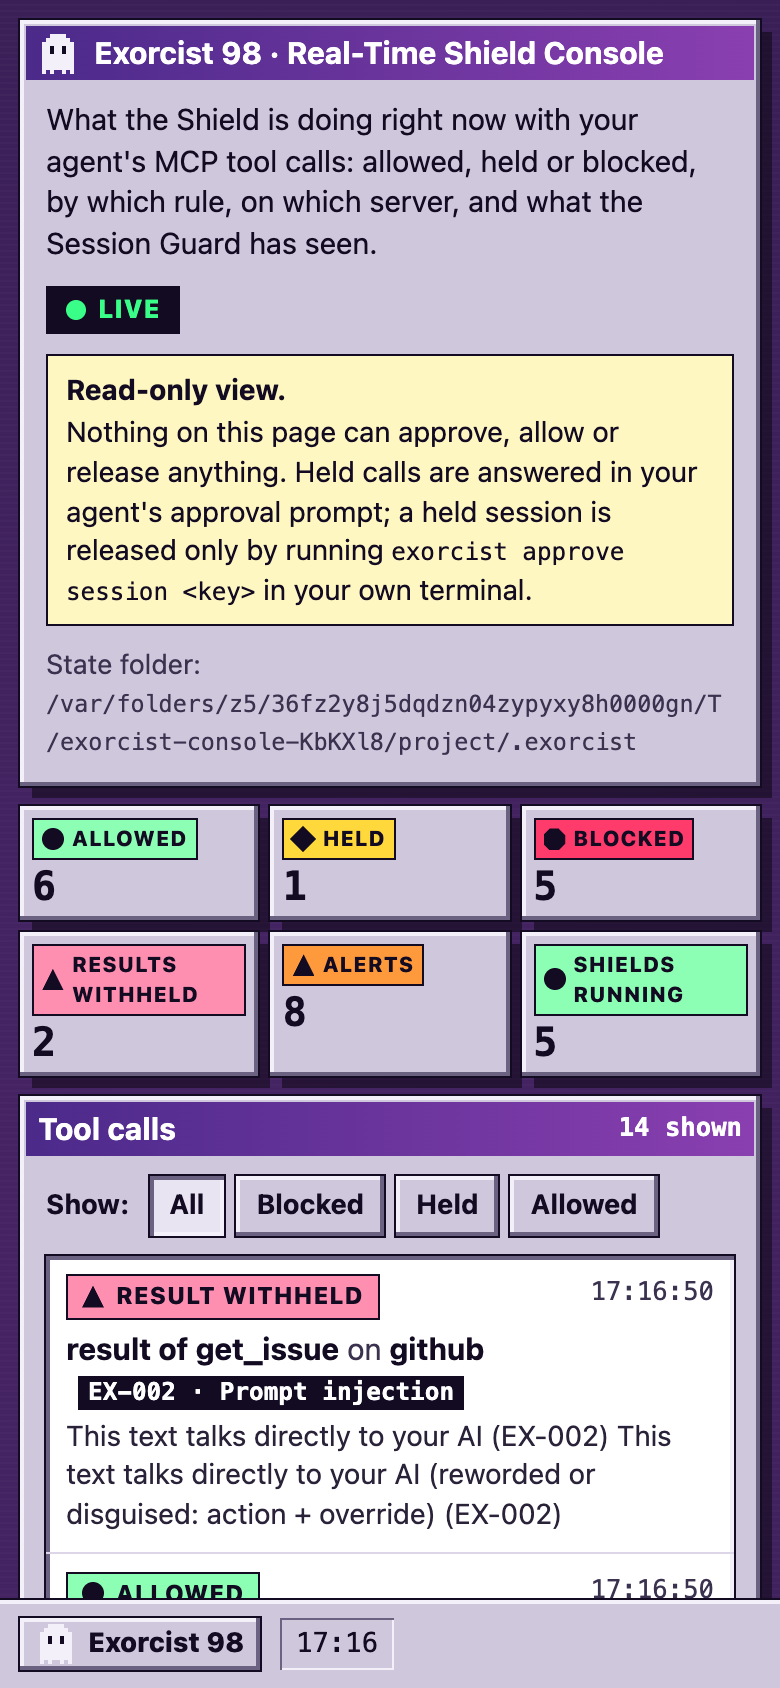 Exorcist 98 · Real-Time Shield Console
What the Shield is doing right now with your
agent's MCP tool calls: allowed, held or blocked,
by which rule, on which server, and what the
Session Guard has seen.
LIVE
Read-only view.
Nothing on this page can approve, allow or
release anything. Held calls are answered in your
agent's approval prompt; a held session is
released only by running exorcist approve
session <key> in your own terminal.
State folder:
/var/folders/z5/36fz2y8j5dqdzn04zypyxy8h0000gn/T
/exorcist-console-KbKXl8/project/.exorcist
ALLOWED
6
HELD
1
BLOCKED
5
RESULTS
WITHHELD
2
ALERTS
8
SHIELDS
RUNNING
5
Tool calls
14 shown
Show: All Blocked Held Allowed
RESULT WITHHELD
17:16:50
result of get_issue on github
EX-002 · Prompt injection
This text talks directly to your AI (EX-002) This
text talks directly to your AI (reworded or
disguised: action + override) (EX-002)
ALLOWED
17:16:50
Exorcist 98
17:16